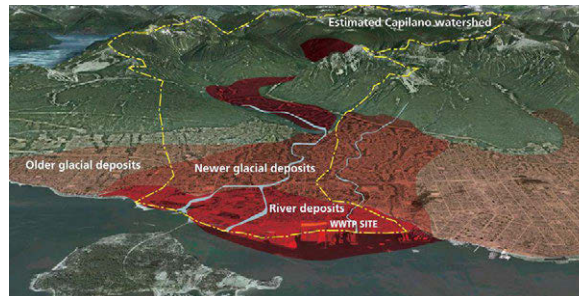 Estimated Capilano watershed
Older glacial deposits
Newer glacial deposits
River deposits
WWTP SITE